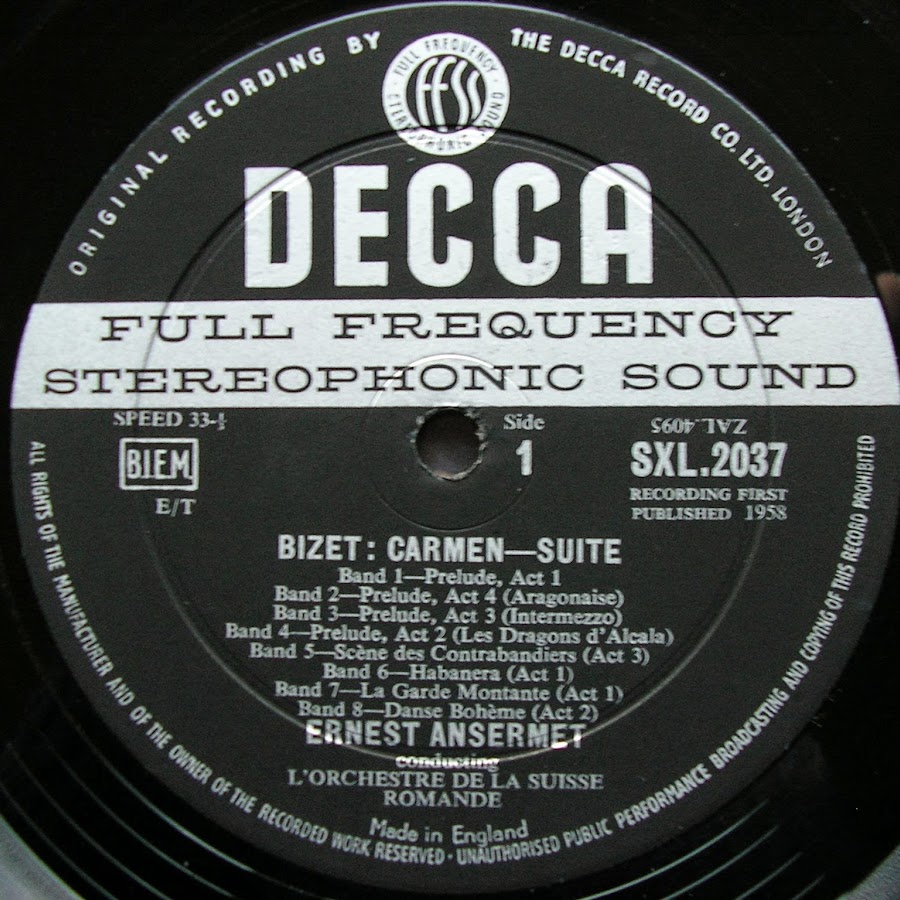 ORIGINAL RECORDING BY
THE DECCA RECORD CO. LTD. LONDON
FULL FREQUENCY
FFSS
STEREOPHONIC SOUND
DECCA
FULL FREQUENCY
STEREOPHONIC SOUND
SPEED 33-⅓
B.I.E.M.
E/T
Side
1
ZAL.4095
SXL.2037
RECORDING FIRST
PUBLISHED 1958
BIZET: CARMEN—SUITE
Band 1—Prelude, Act 1
Band 2—Prelude, Act 4 (Aragonaise)
Band 3—Prelude, Act 3 (Intermezzo)
Band 4—Prelude, Act 2 (Les Dragons d'Alcala)
Band 5—Scène des Contrabandiers (Act 3)
Band 6—Habanera (Act 1)
Band 7—La Garde Montante (Act 1)
Band 8—Danse Bohème (Act 2)
ERNEST ANSERMET
conducting
L'ORCHESTRE DE LA SUISSE
ROMANDE
Made in England
ALL RIGHTS OF THE MANUFACTURER AND OF THE OWNER OF THE RECORDED WORK RESERVED · UNAUTHORISED PUBLIC PERFORMANCE BROADCASTING AND COPYING OF THIS RECORD PROHIBITED